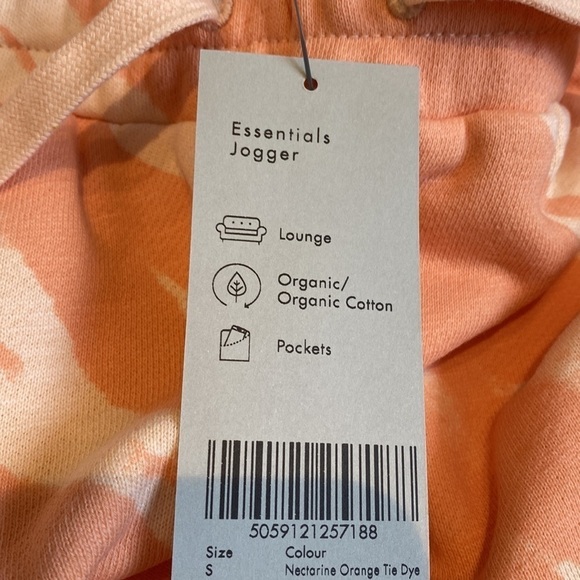 Essentials
Jogger
Lounge
Organic/
Organic Cotton
Pockets
5059121257188
Size Colour
S Nectarine Orange Tie Dye